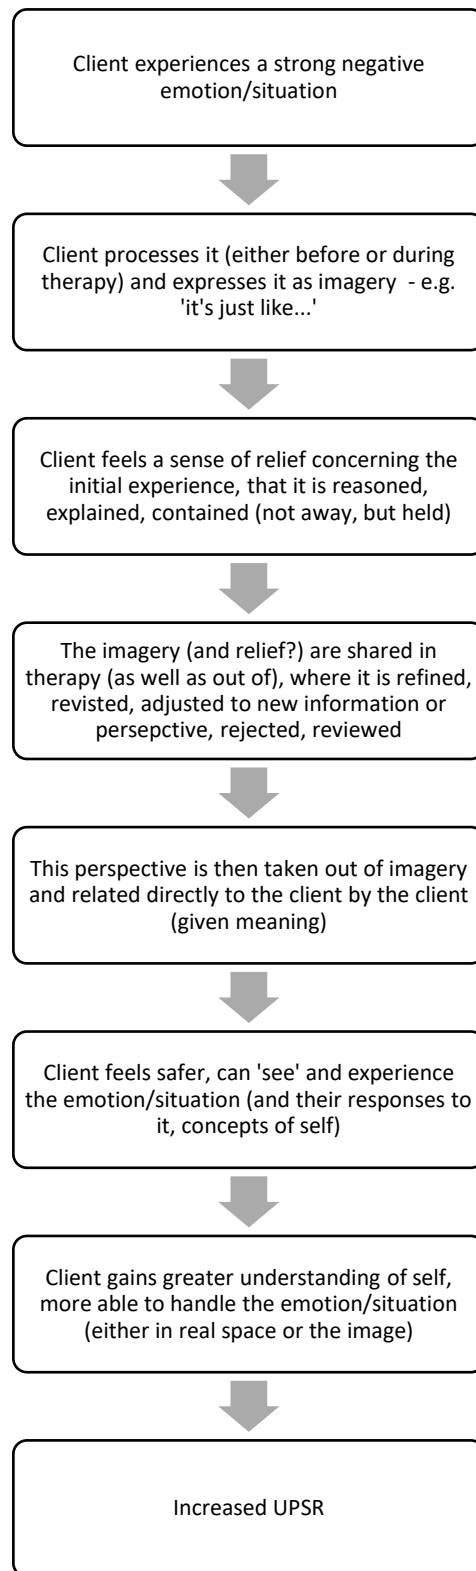 Client experiences a strong negative
emotion/situation
Client processes it (either before or during
therapy) and expresses it as imagery - e.g.
'it's just like...'
Client feels a sense of relief concerning the
initial experience, that it is reasoned,
explained, contained (not away, but held)
The imagery (and relief?) are shared in
therapy (as well as out of), where it is refined,
revisted, adjusted to new information or
persepctive, rejected, reviewed
This perspective is then taken out of imagery
and related directly to the client by the client
(given meaning)
Client feels safer, can 'see' and experience
the emotion/situation (and their responses to
it, concepts of self)
Client gains greater understanding of self,
more able to handle the emotion/situation
(either in real space or the image)
Increased UPSR